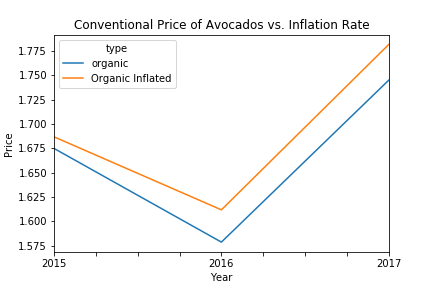 Conventional Price of Avocados vs. Inflation Rate
type
organic
Organic Inflated
Price
1.775
1.750
1.725
1.700
1.675
1.650
1.625
1.600
1.575
2015
2016
2017
Year